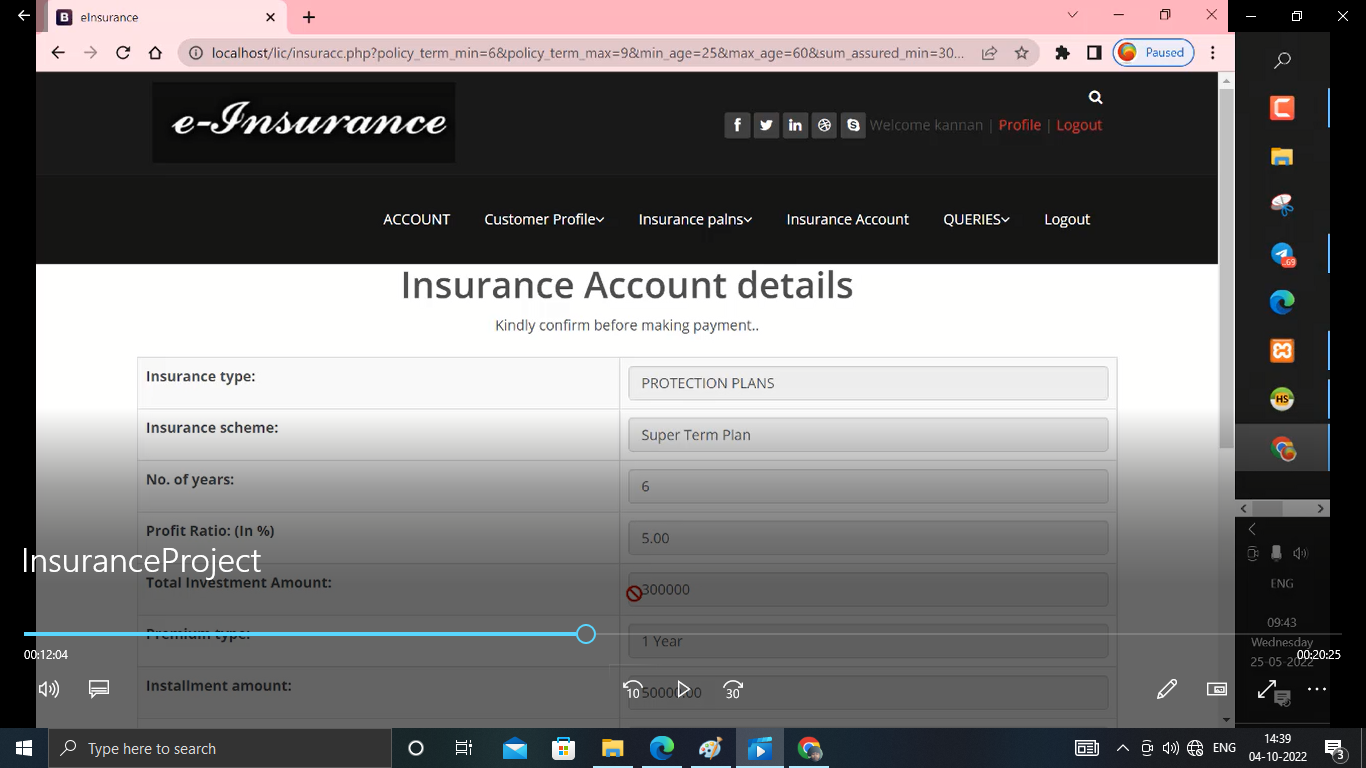 eInsurance
localhost/lic/insuracc.php?policy_term_min=6&policy_term_max=9&min_age=25&max_age=60&sum_assured_min=30...
Paused
e-Insurance
Welcome kannan | Profile | Logout
ACCOUNT Customer Profile Insurance palns Insurance Account QUERIES Logout
Insurance Account details
Kindly confirm before making payment..
Insurance type: PROTECTION PLANS
Insurance scheme: Super Term Plan
No. of years: 6
Profit Ratio: (In %) 5.00
InsuranceProject
Total Investment Amount: 300000
Premium type: 1 Year
00:12:04
00:20:25
Installment amount: 50000.00
10
30
69
HS
ENG
09:43
Wednesday
25-05-2022
Type here to search
ENG
14:39
04-10-2022
3